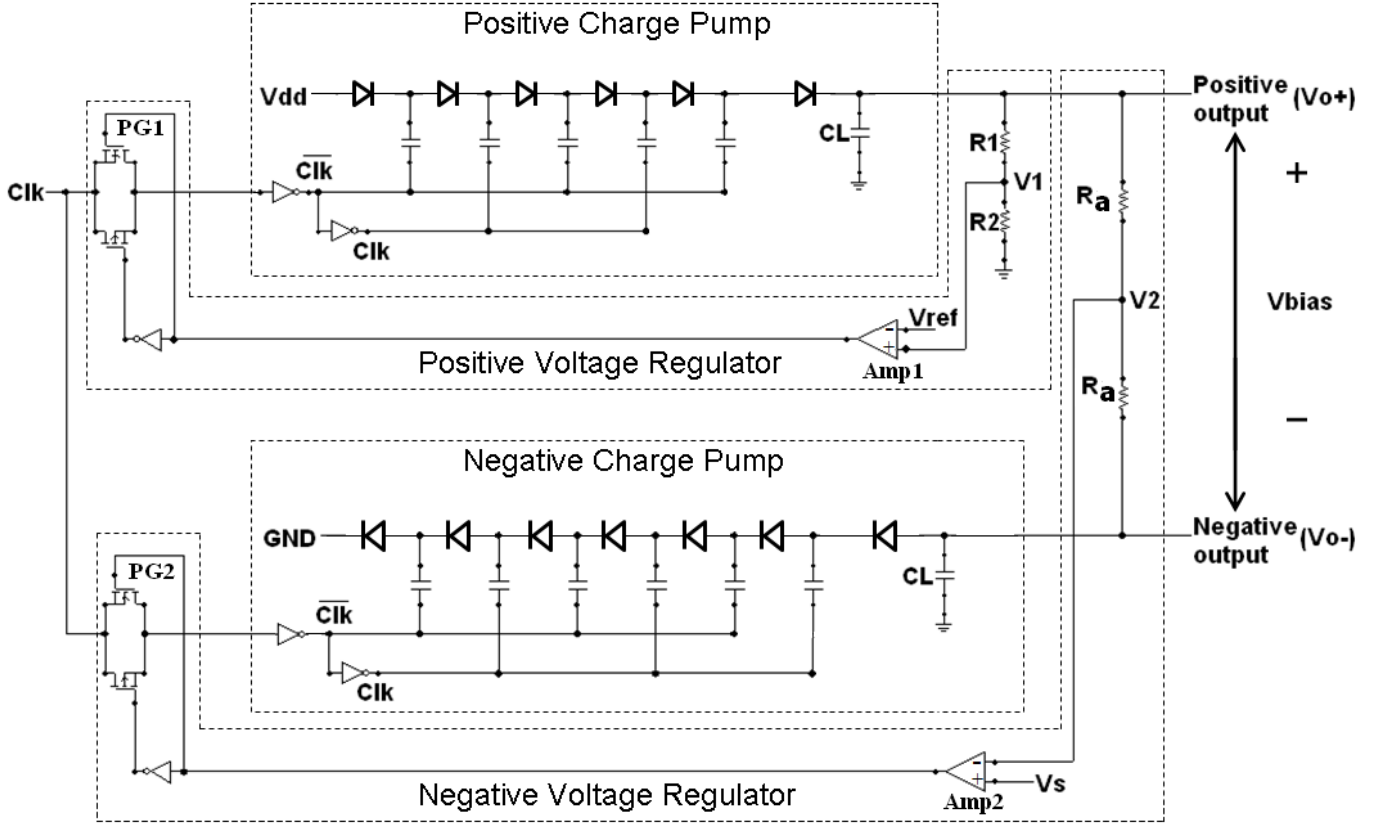 Positive Charge Pump
Vdd
Positive output (Vo+)
PG1
CL
R1
Clk
Clk
V1
+
Ra
R2
Clk
V2
Vbias
Vref
-
+
Positive Voltage Regulator
Amp1
Ra
–
Negative Charge Pump
GND
Negative output (Vo-)
PG2
CL
Clk
Clk
-
+
Vs
Negative Voltage Regulator
Amp2